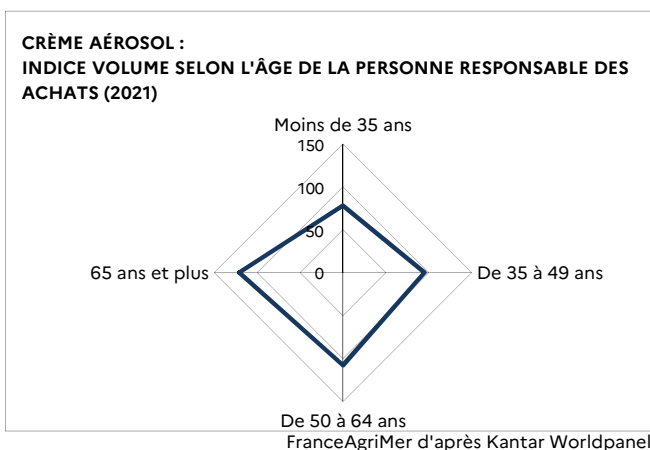 CRÈME AÉROSOL :
INDICE VOLUME SELON L'ÂGE DE LA PERSONNE RESPONSABLE DES
ACHATS (2021)
Moins de 35 ans
150
100
50
0
65 ans et plus
De 35 à 49 ans
De 50 à 64 ans
FranceAgriMer d'après Kantar Worldpanel